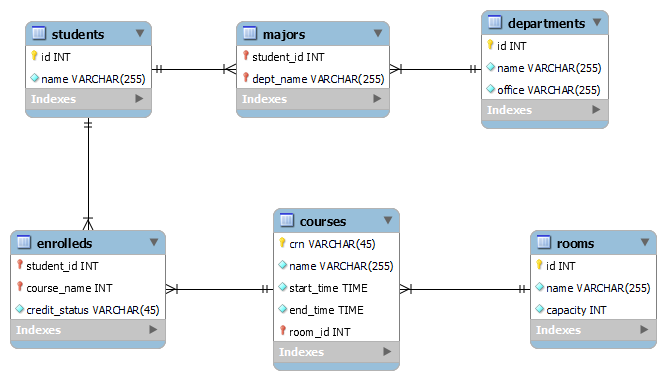 students
id INT
name VARCHAR(255)
Indexes
majors
student_id INT
dept_name VARCHAR(255)
Indexes
departments
id INT
name VARCHAR(255)
office VARCHAR(255)
Indexes
enrolleds
student_id INT
course_name INT
credit_status VARCHAR(45)
Indexes
courses
crn VARCHAR(45)
name VARCHAR(255)
start_time TIME
end_time TIME
room_id INT
Indexes
rooms
id INT
name VARCHAR(255)
capacity INT
Indexes